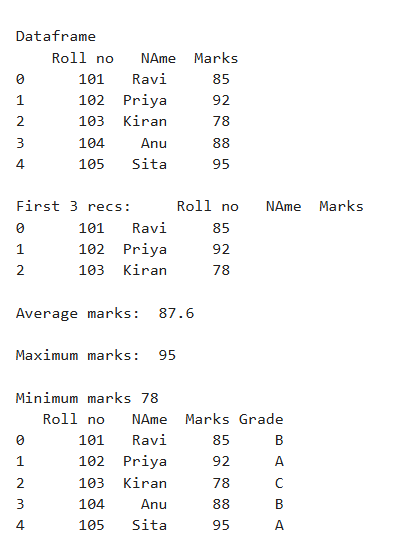 Dataframe
Roll no NAme Marks
0 101 Ravi 85
1 102 Priya 92
2 103 Kiran 78
3 104 Anu 88
4 105 Sita 95
First 3 recs: Roll no NAme Marks
0 101 Ravi 85
1 102 Priya 92
2 103 Kiran 78
Average marks: 87.6
Maximum marks: 95
Minimum marks 78
Roll no NAme Marks Grade
0 101 Ravi 85 B
1 102 Priya 92 A
2 103 Kiran 78 C
3 104 Anu 88 B
4 105 Sita 95 A